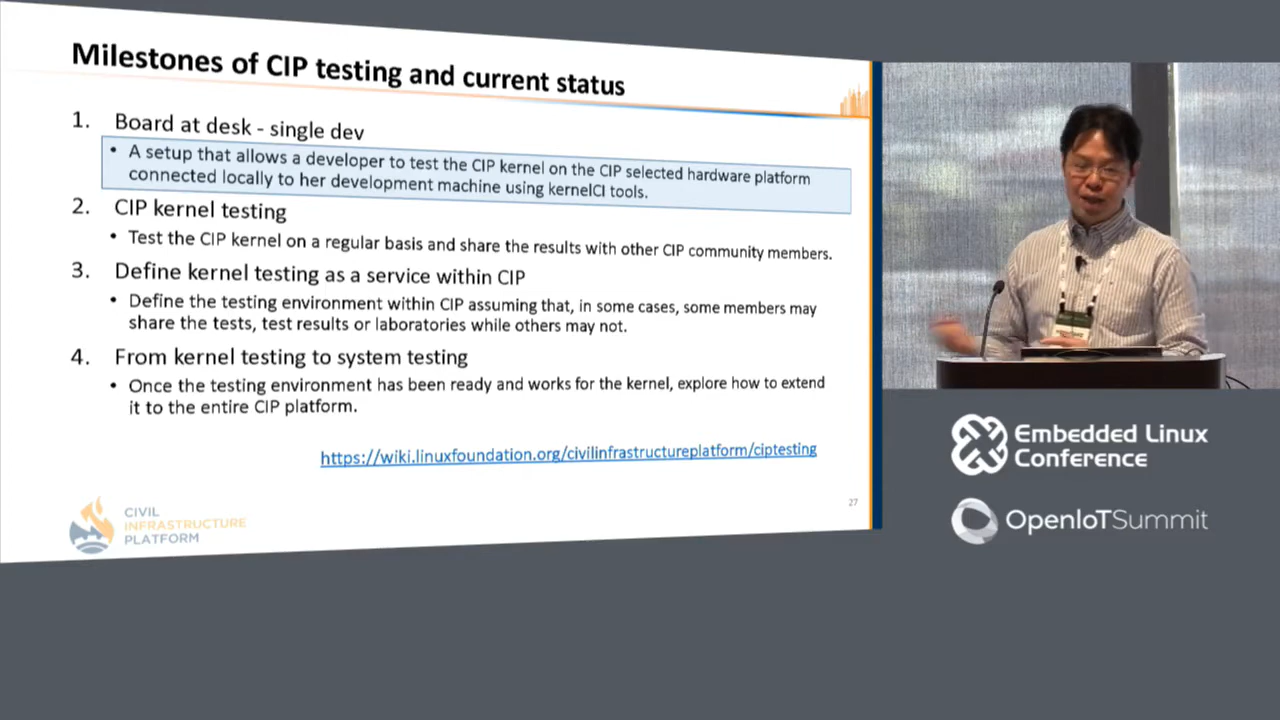 Milestones of CIP testing and current status
1. Board at desk - single dev
• A setup that allows a developer to test the CIP kernel on the CIP selected hardware platform
connected locally to her development machine using kernelCI tools.
2. CIP kernel testing
• Test the CIP kernel on a regular basis and share the results with other CIP community members.
3. Define kernel testing as a service within CIP
• Define the testing environment within CIP assuming that, in some cases, some members may
share the tests, test results or laboratories while others may not.
4. From kernel testing to system testing
• Once the testing environment has been ready and works for the kernel, explore how to extend
it to the entire CIP platform.
https://wiki.linuxfoundation.org/civilinfrastructureplatform/ciptesting
27
CIVIL
INFRASTRUCTURE
PLATFORM
Embedded Linux
Conference
OpenIoTSummit